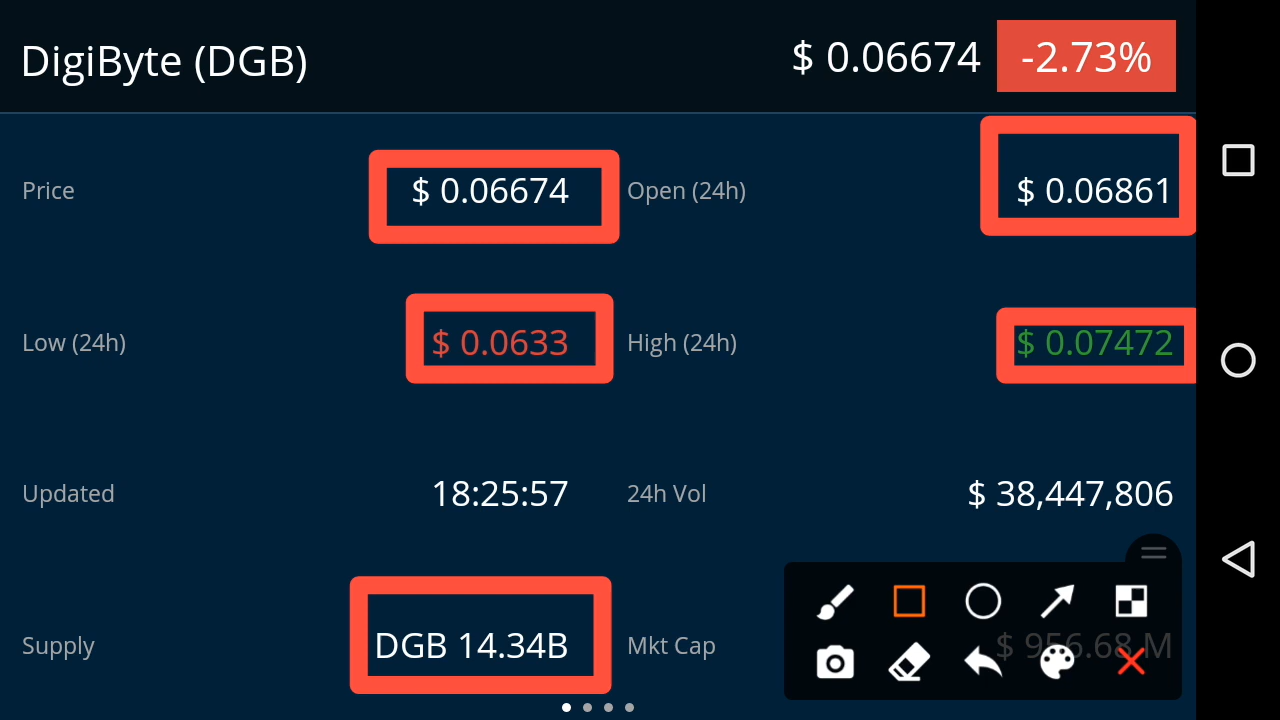 DigiByte (DGB) $ 0.06674 -2.73%
Price $ 0.06674 Open (24h) $ 0.06861
Low (24h) $ 0.0633 High (24h) $ 0.07472
Updated 18:25:57 24h Vol $ 38,447,806
Supply DGB 14.34B Mkt Cap $ 956.68 M